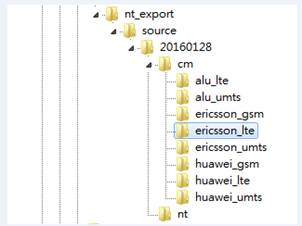 nt_export
source
20160128
cm
alu_lte
alu_umts
ericsson_gsm
ericsson_lte
ericsson_umts
huawei_gsm
huawei_lte
huawei_umts
nt